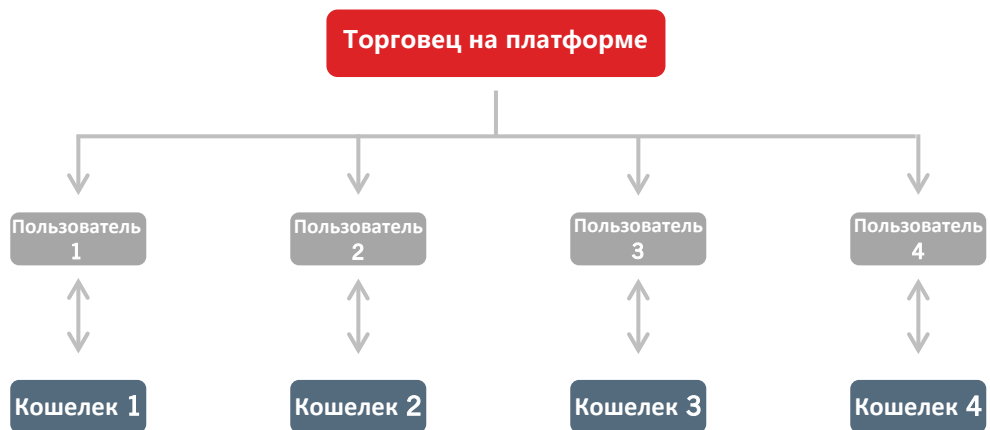 Торговец на платформе
Пользователь
1
Пользователь
2
Пользователь
3
Пользователь
4
Кошелек 1
Кошелек 2
Кошелек 3
Кошелек 4